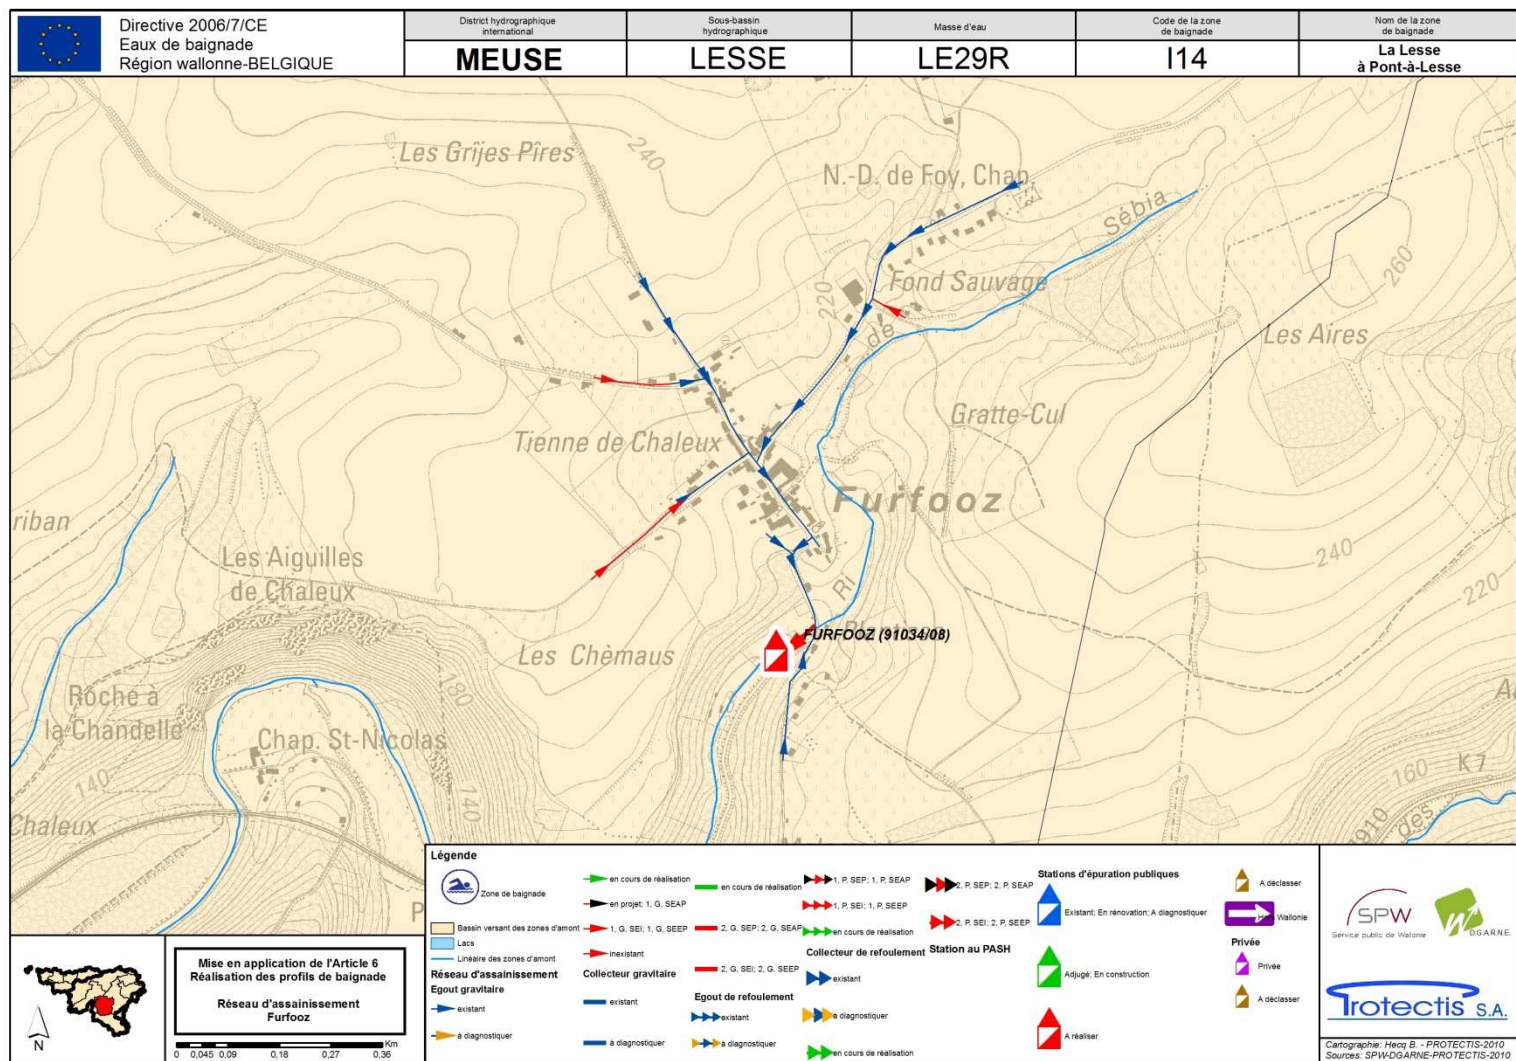 Directive 2006/7/CE
Eaux de baignade
Région wallonne-BELGIQUE
District hydrographique
international
MEUSE
Sous-bassin
hydrographique
LESSE
Masse d'eau
LE29R
Code de la zone
de baignade
I14
Nom de la zone
de baignade
La Lesse
à Pont-à-Lesse
Les Grîjes Pîres
240
N.-D. de Foy, Chap.
Sébia
de
Ri
220
Fond Sauvage
260
Les Aires
Gratte-Cul
Tienne de Chaleux
Furfooz
riban
Les Aiguilles
de Chaleux
240
220
FURFOOZ (91034/08)
Les Chèmaus
180
Roche à
la Chandelle
Chap. St-Nicolas
140
140
Chaleux
160
K 7
1910
des
P
Légende
Zone de baignade
Bassin versant des zones d'amont
Lacs
Linéaire des zones d'amont
Réseau d'assainissement
Egout gravitaire
existant
à diagnostiquer
en cours de réalisation
en projet: 1, G. SEAP
1, G, SEI; 1, G, SEEP
inexistant
Collecteur gravitaire
existant
à diagnostiquer
en cours de réalisation
2, G, SEP; 2, G, SEAP
2, G, SEI; 2, G, SEEP
Egout de refoulement
existant
à diagnostiquer
1, P, SEP; 1, P, SEAP
1, P, SEI; 1, P, SEEP
en cours de réalisation
Collecteur de refoulement
existant
à diagnostiquer
en cours de réalisation
2, P, SEP; 2, P, SEAP
2, P, SEI; 2, P, SEEP
Station au PASH
Stations d'épuration publiques
Existant; En rénovation; A diagnostiquer
Adjugé; En construction
A réaliser
A déclasser
Hors Wallonie
Privée
Privée
A déclasser
Mise en application de l'Article 6
Réalisation des profils de baignade
Réseau d'assainissement
Furfooz
N
0 0,045 0,09 0,18 0,27 0,36
Km
SPW
Service public de Wallonie
D.G.A.R.N.E.
Protectis S.A.
Cartographie: Hecq B. - PROTECTIS-2010
Sources: SPW-DGARNE-PROTECTIS-2010